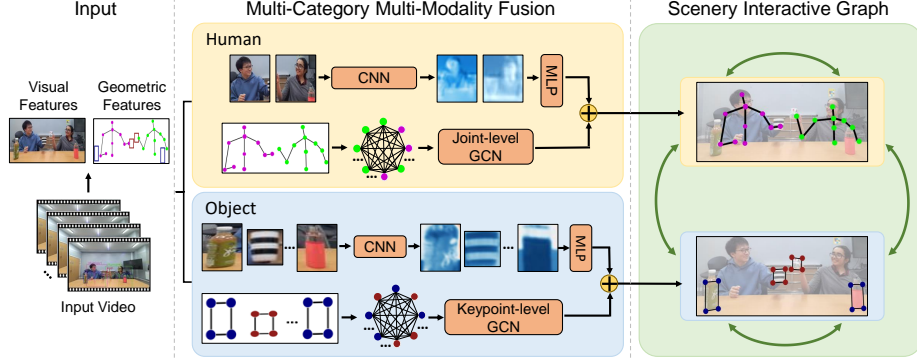 Input
Multi-Category Multi-Modality Fusion
Scenery Interactive Graph
Visual
Features
Geometric
Features
Input Video
Human
CNN
MLP
Joint-level
GCN
Object
CNN
MLP
Keypoint-level
GCN